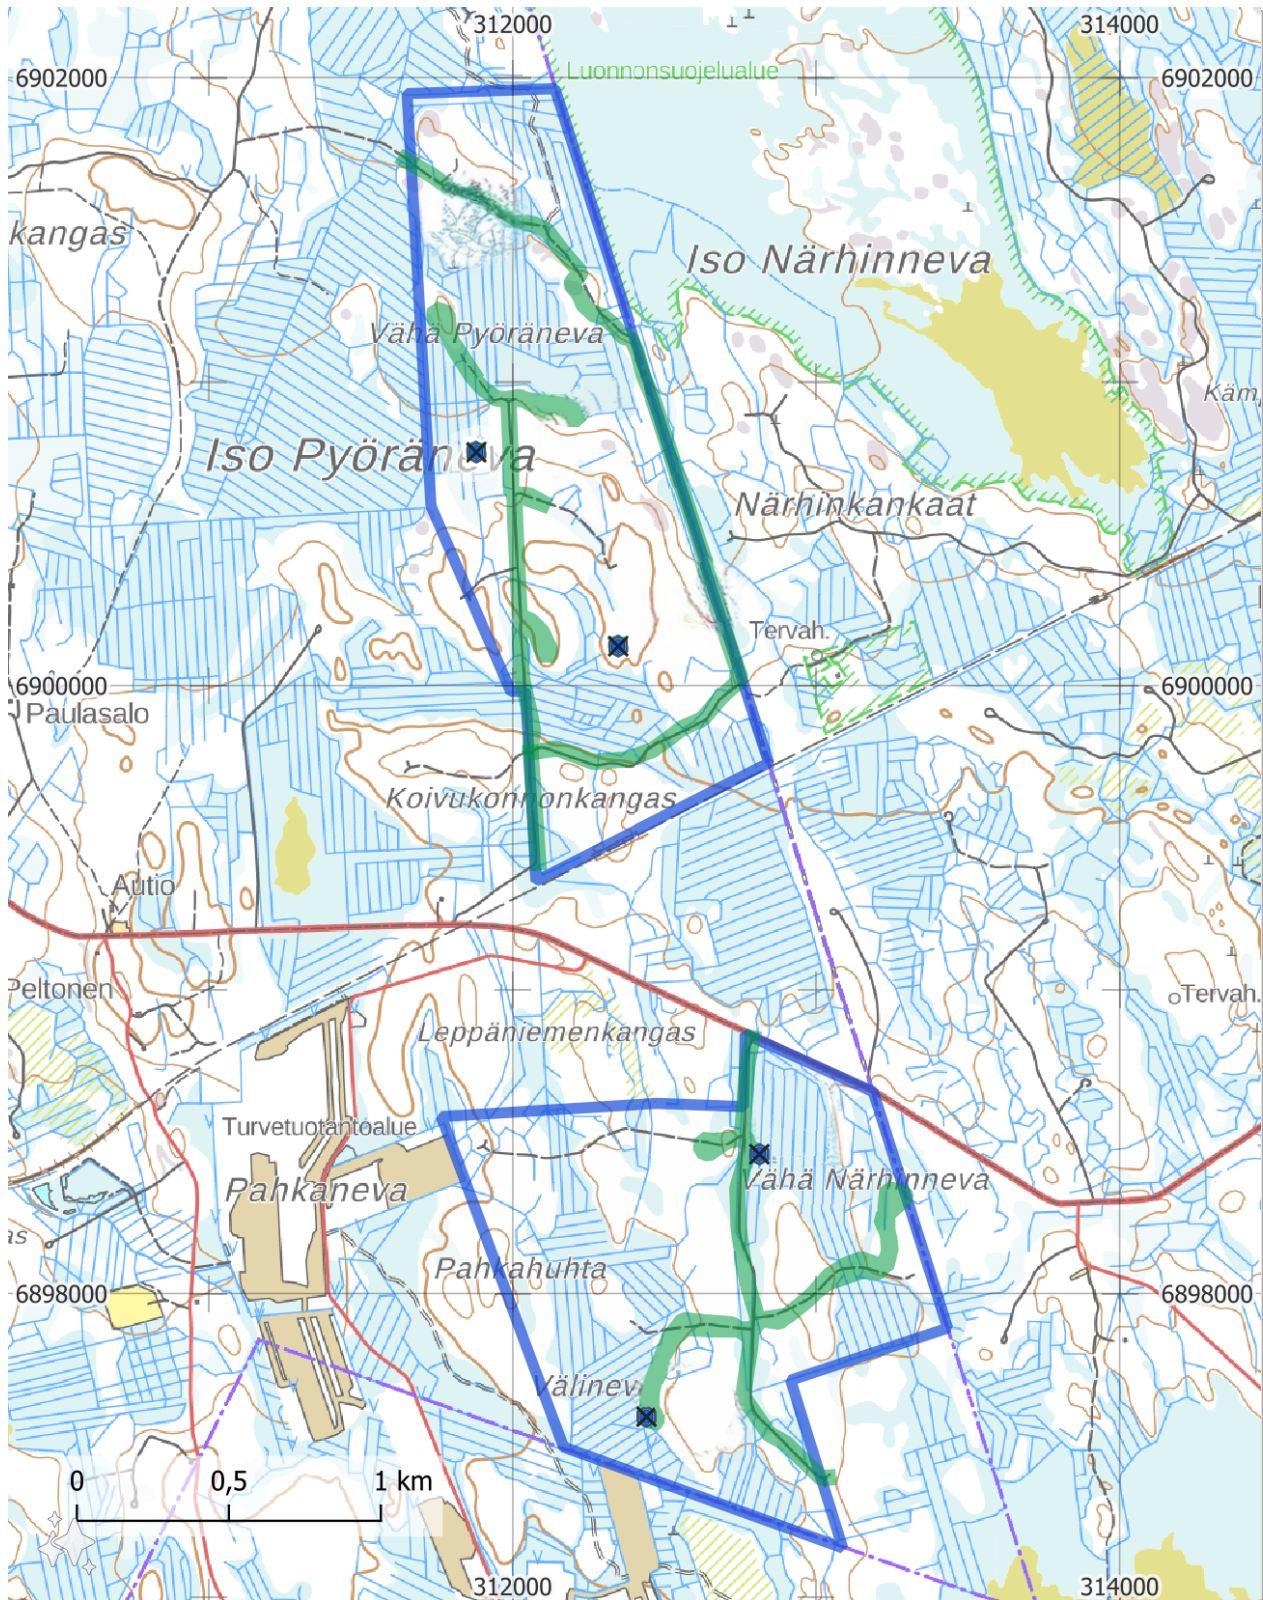 312000
314000
6902000
Luonnonsuojelualue
6902000
kangas
Iso Närhinneva
Vähä Pyöräneva
Käm
Iso Pyöräneva
Närhinkankaat
Tervah.
6900000
6900000
Paulasalo
Koivukonnonkangas
Autio
Peltonen
Tervah.
Leppäniemenkangas
Turvetuotantoalue
Vähä Närhinneva
Pahkaneva
as
Pahkahuhta
6898000
6898000
Välinev
0 0,5 1 km
312000
314000